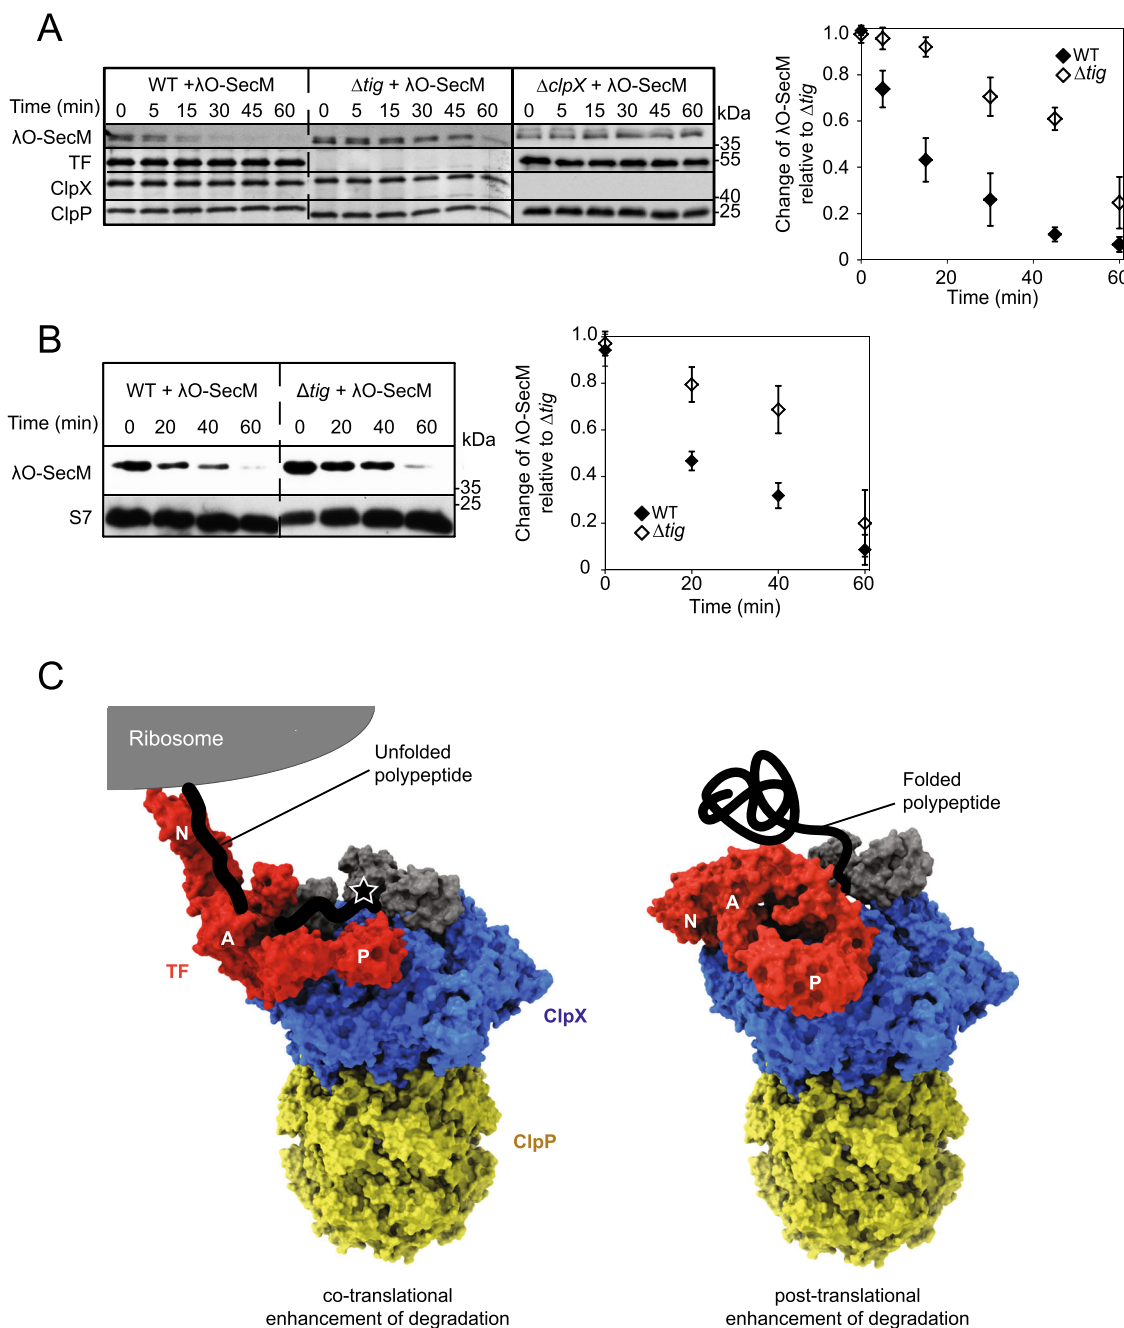 A
WT +λO-SecM
Δtig + λO-SecM
ΔclpX + λO-SecM
Time (min)
0 5 15 30 45 60
0 5 15 30 45 60
0 5 15 30 45 60
kDa
λO-SecM
-35
TF
-55
ClpX
-40
ClpP
-25
Change of λO-SecM
relative to Δtig
1.0
0.8
0.6
0.4
0.2
0
WT
Δtig
0 20 40 60
Time (min)
B
WT + λO-SecM
Δtig + λO-SecM
Time (min)
0 20 40 60
0 20 40 60
kDa
λO-SecM
-35
-25
S7
Change of λO-SecM
relative to Δtig
1.0
0.8
0.6
0.4
0.2
0
WT
Δtig
0 20 40 60
Time (min)
C
Ribosome
Unfolded
polypeptide
N
A
P
TF
ClpX
ClpP
co-translational
enhancement of degradation
Folded
polypeptide
N
A
P
post-translational
enhancement of degradation